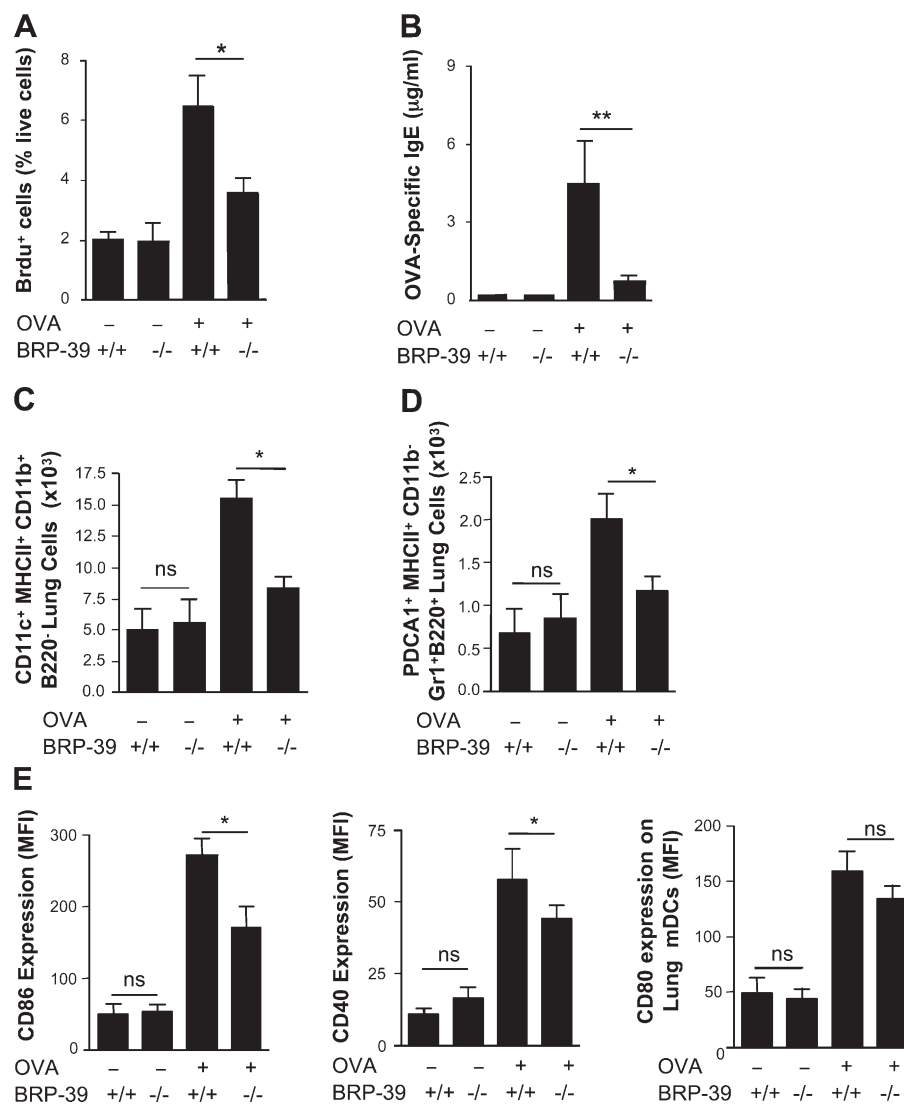 A
Brdu⁺ cells (% live cells)
8
6
4
2
0
*
OVA – – + +
BRP-39 +/+ -/- +/+ -/-
B
OVA-Specific IgE (µg/ml)
9
6
3
0
**
OVA – – + +
BRP-39 +/+ -/- +/+ -/-
C
CD11c⁺ MHCII⁺ CD11b⁺
B220⁻ Lung Cells (x10³)
17.5
15.0
12.5
10.0
7.5
5.0
2.5
0.0
ns
*
OVA – – + +
BRP-39 +/+ -/- +/+ -/-
D
PDCA1⁺ MHCII⁺ CD11b⁻
Gr1⁺B220⁺ Lung Cells (x10³)
2.5
2.0
1.0
1.0
0.5
0.0
ns
*
OVA – – + +
BRP-39 +/+ -/- +/+ -/-
E
CD86 Expression (MFI)
300
200
100
0
ns
*
OVA – – + +
BRP-39 +/+ -/- +/+ -/-
CD40 Expression (MFI)
75
50
25
0
ns
*
OVA – – + +
BRP-39 +/+ -/- +/+ -/-
CD80 expression on
Lung mDCs (MFI)
200
150
100
50
0
ns
ns
OVA – – + +
BRP-39 +/+ -/- +/+ -/-